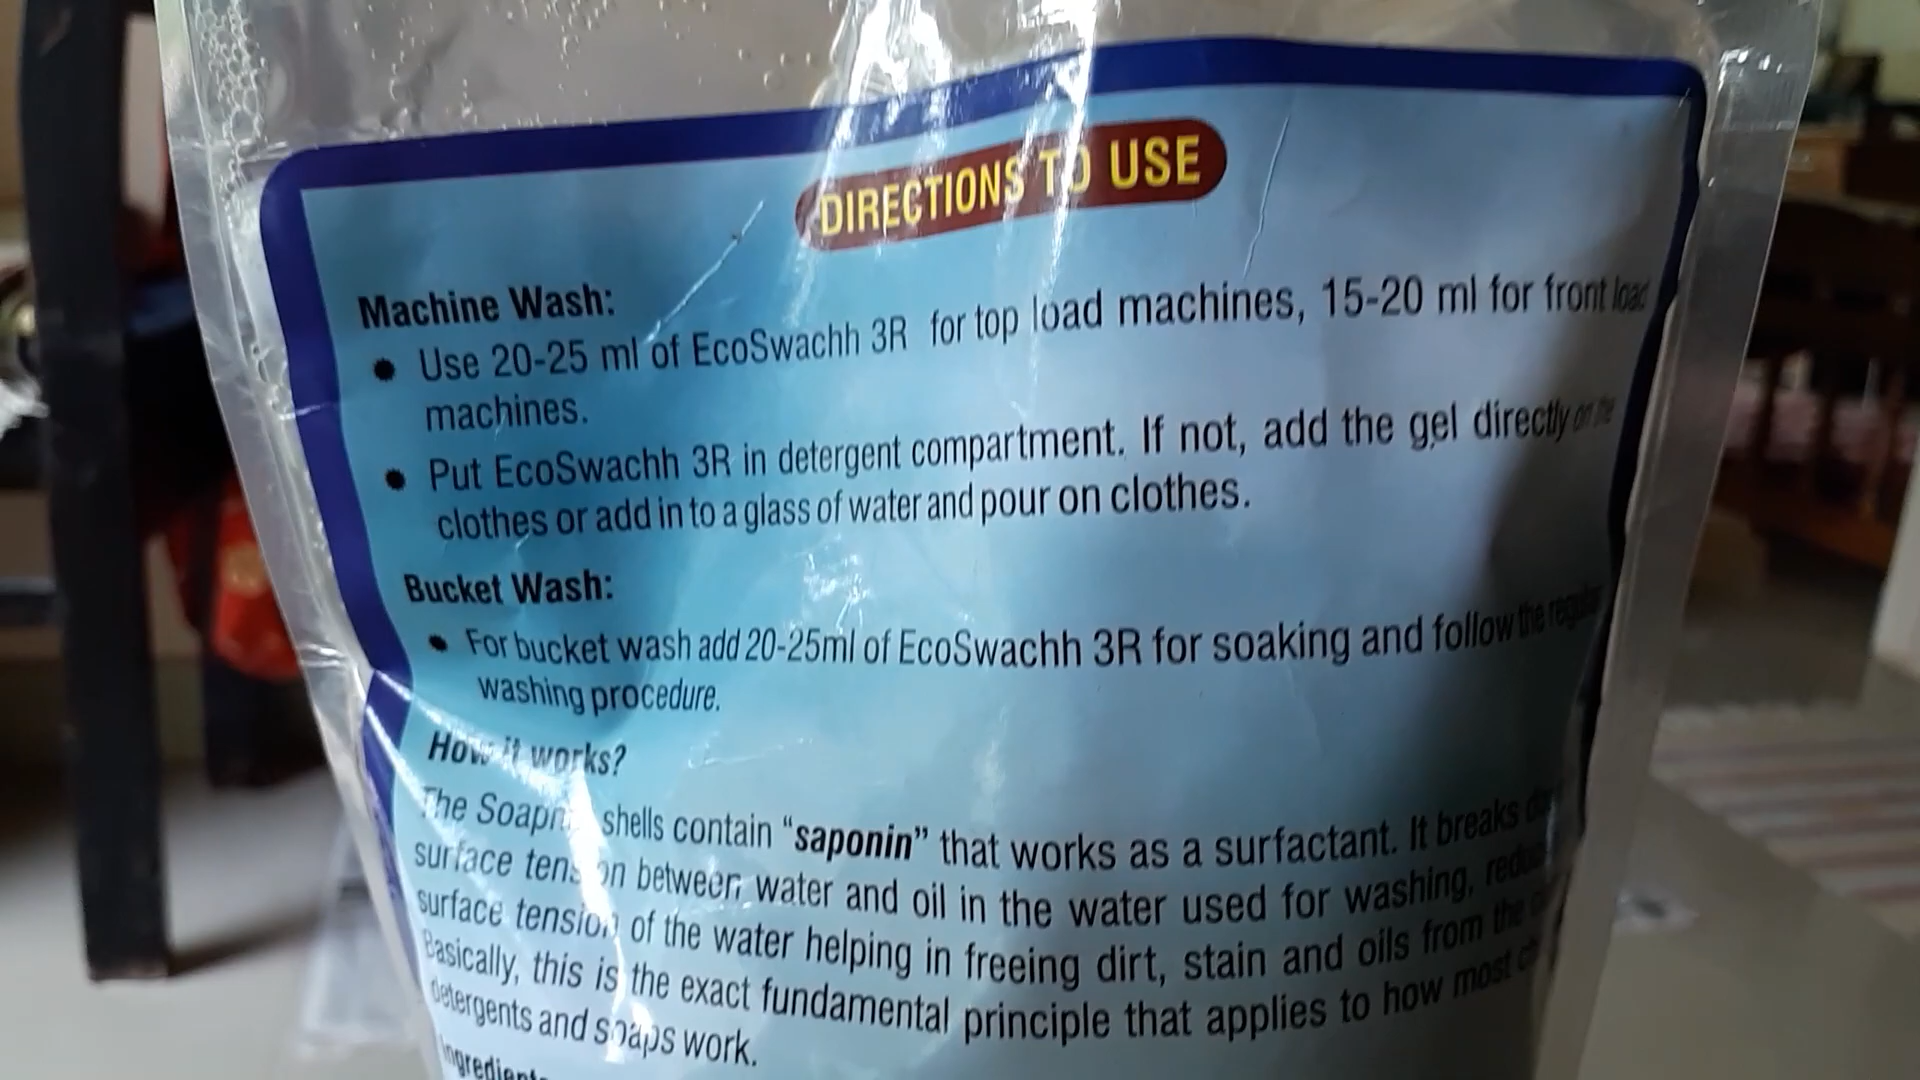 DIRECTIONS TO USE
Machine Wash:
Use 20-25 ml of EcoSwachh 3R for top load machines, 15-20 ml for front load
machines.
Put EcoSwachh 3R in detergent compartment. If not, add the gel directly on the
clothes or add in to a glass of water and pour on clothes.
Bucket Wash:
For bucket wash add 20-25ml of EcoSwachh 3R for soaking and follow the regular
washing procedure.
How it works?
The shells contain "saponin" that works as a surfactant. It breaks
surface tension between water and oil in the water used for washing,
surface tension of the water helping in freeing dirt, stain and oils from the
Basically, this is the exact fundamental principle that applies to how most
detergents and soaps work.